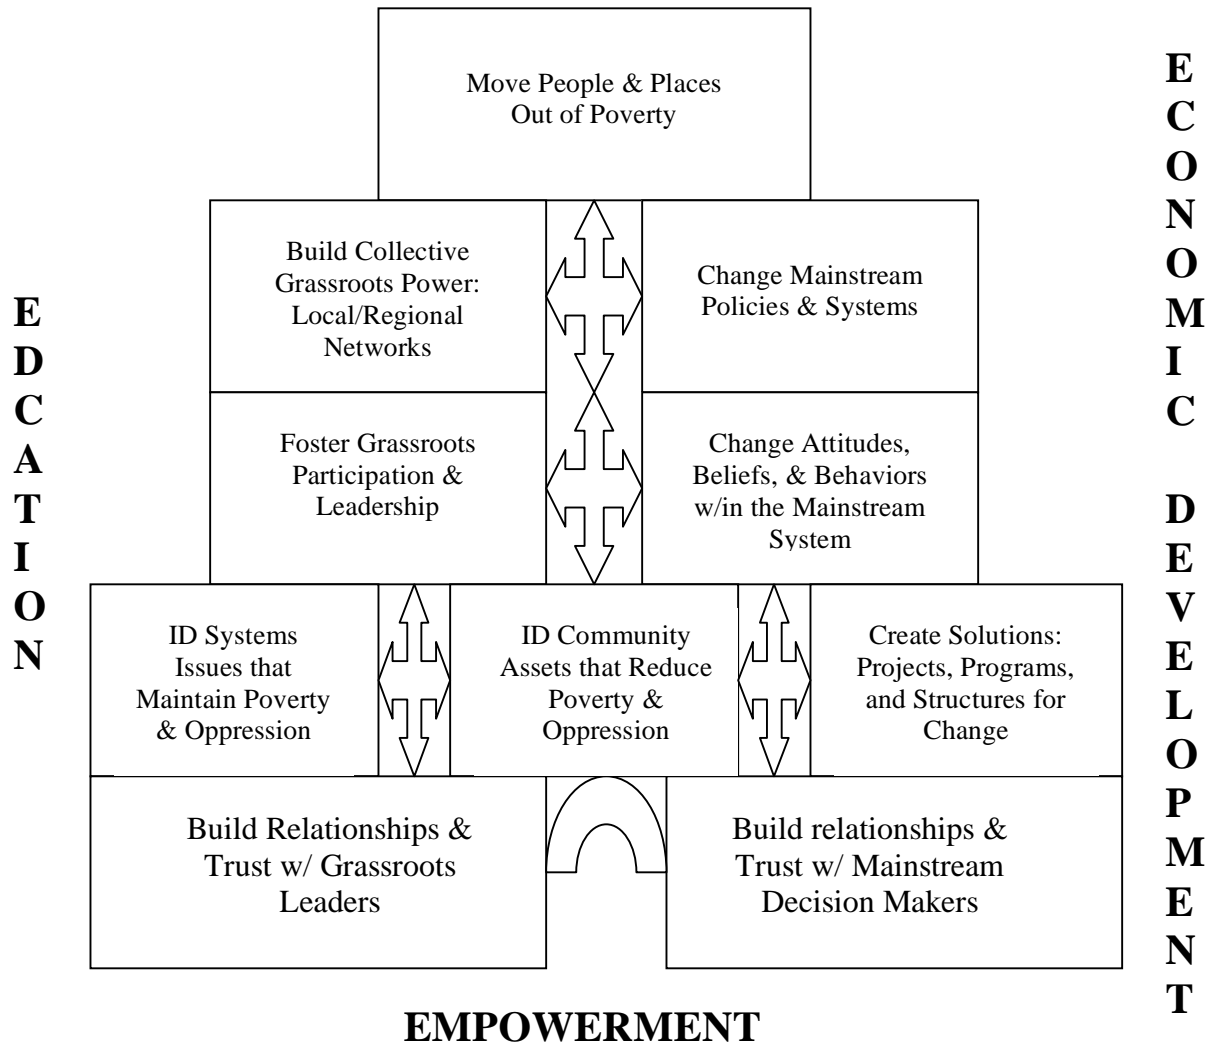 Move People & Places
Out of Poverty
Build Collective
Grassroots Power:
Local/Regional
Networks
Change Mainstream
Policies & Systems
Foster Grassroots
Participation &
Leadership
Change Attitudes,
Beliefs, & Behaviors
w/in the Mainstream
System
ID Systems
Issues that
Maintain Poverty
& Oppression
ID Community
Assets that Reduce
Poverty &
Oppression
Create Solutions:
Projects, Programs,
and Structures for
Change
Build Relationships &
Trust w/ Grassroots
Leaders
Build relationships &
Trust w/ Mainstream
Decision Makers
EDCATION
ECONOMIC DEVELOPMENT
EMPOWERMENT